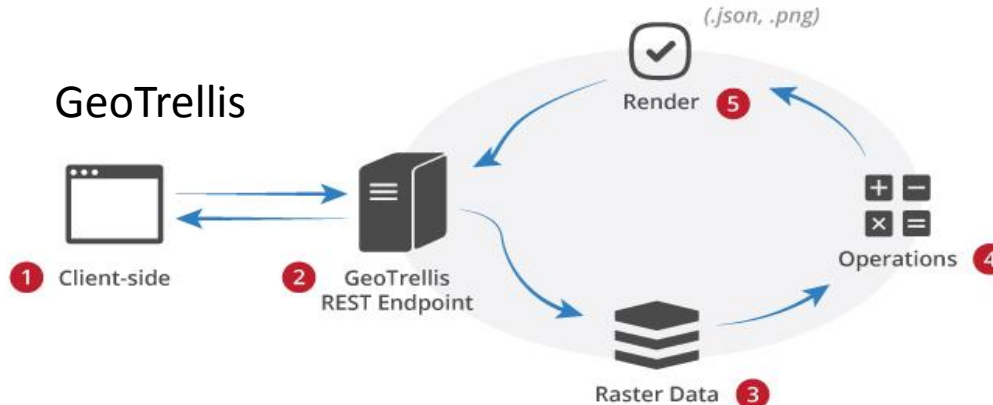 (.json, .png)
GeoTrellis
Render 5
1 Client-side
2 GeoTrellis
REST Endpoint
+ −
× =
Operations 4
Raster Data 3